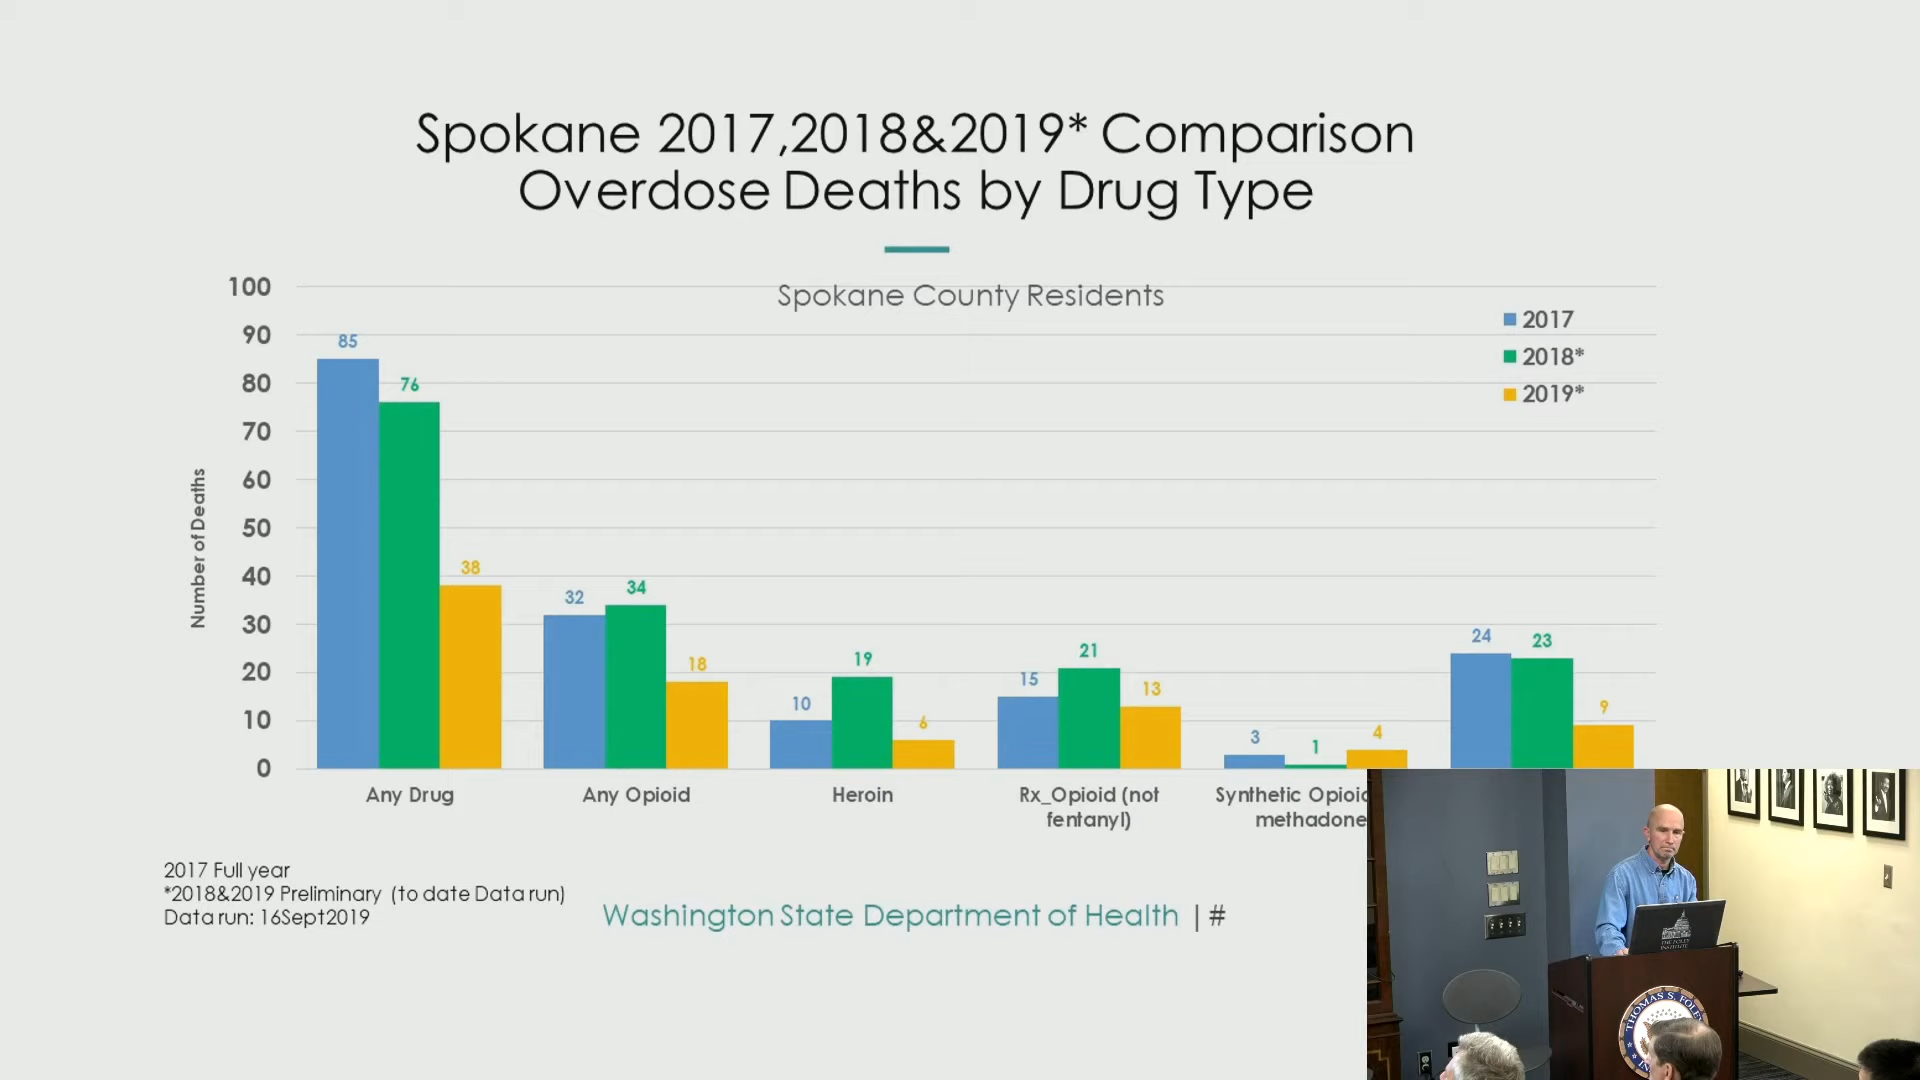 Spokane 2017,2018&2019* Comparison
Overdose Deaths by Drug Type
Spokane County Residents
2017
2018*
2019*
Number of Deaths
100
90
80
70
60
50
40
30
20
10
0
85
76
38
32
34
18
10
19
6
15
21
13
3
1
4
24
23
9
Any Drug
Any Opioid
Heroin
Rx_Opioid (not
fentanyl)
Synthetic
methadone
2017 Full year
*2018&2019 Preliminary (to date Data run)
Data run: 16Sept2019
Washington State Department of Health | #
THE FOLEY
INSTITUTE
THOMAS S.